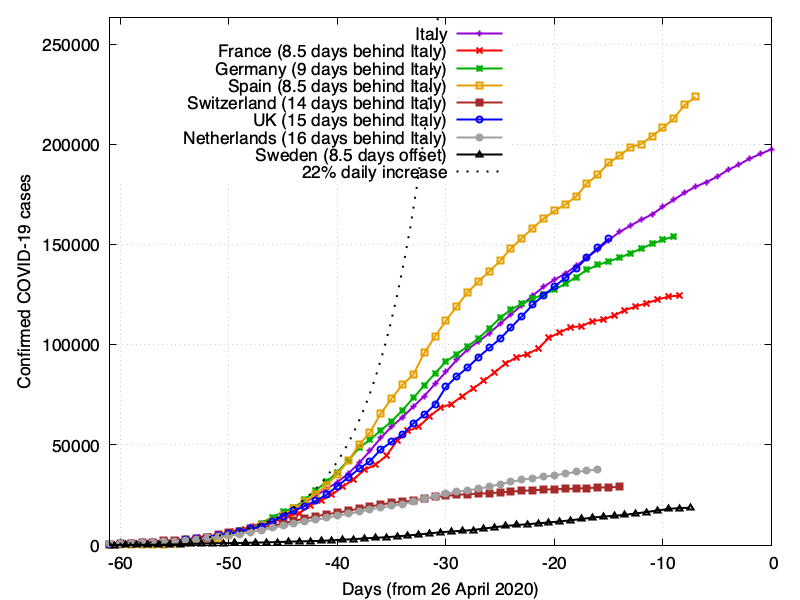 250000
200000
150000
100000
50000
0
Confirmed COVID-19 cases
Italy
France (8.5 days behind Italy)
Germany (9 days behind Italy)
Spain (8.5 days behind Italy)
Switzerland (14 days behind Italy)
UK (15 days behind Italy)
Netherlands (16 days behind Italy)
Sweden (8.5 days offset)
22% daily increase
-60 -50 -40 -30 -20 -10 0
Days (from 26 April 2020)